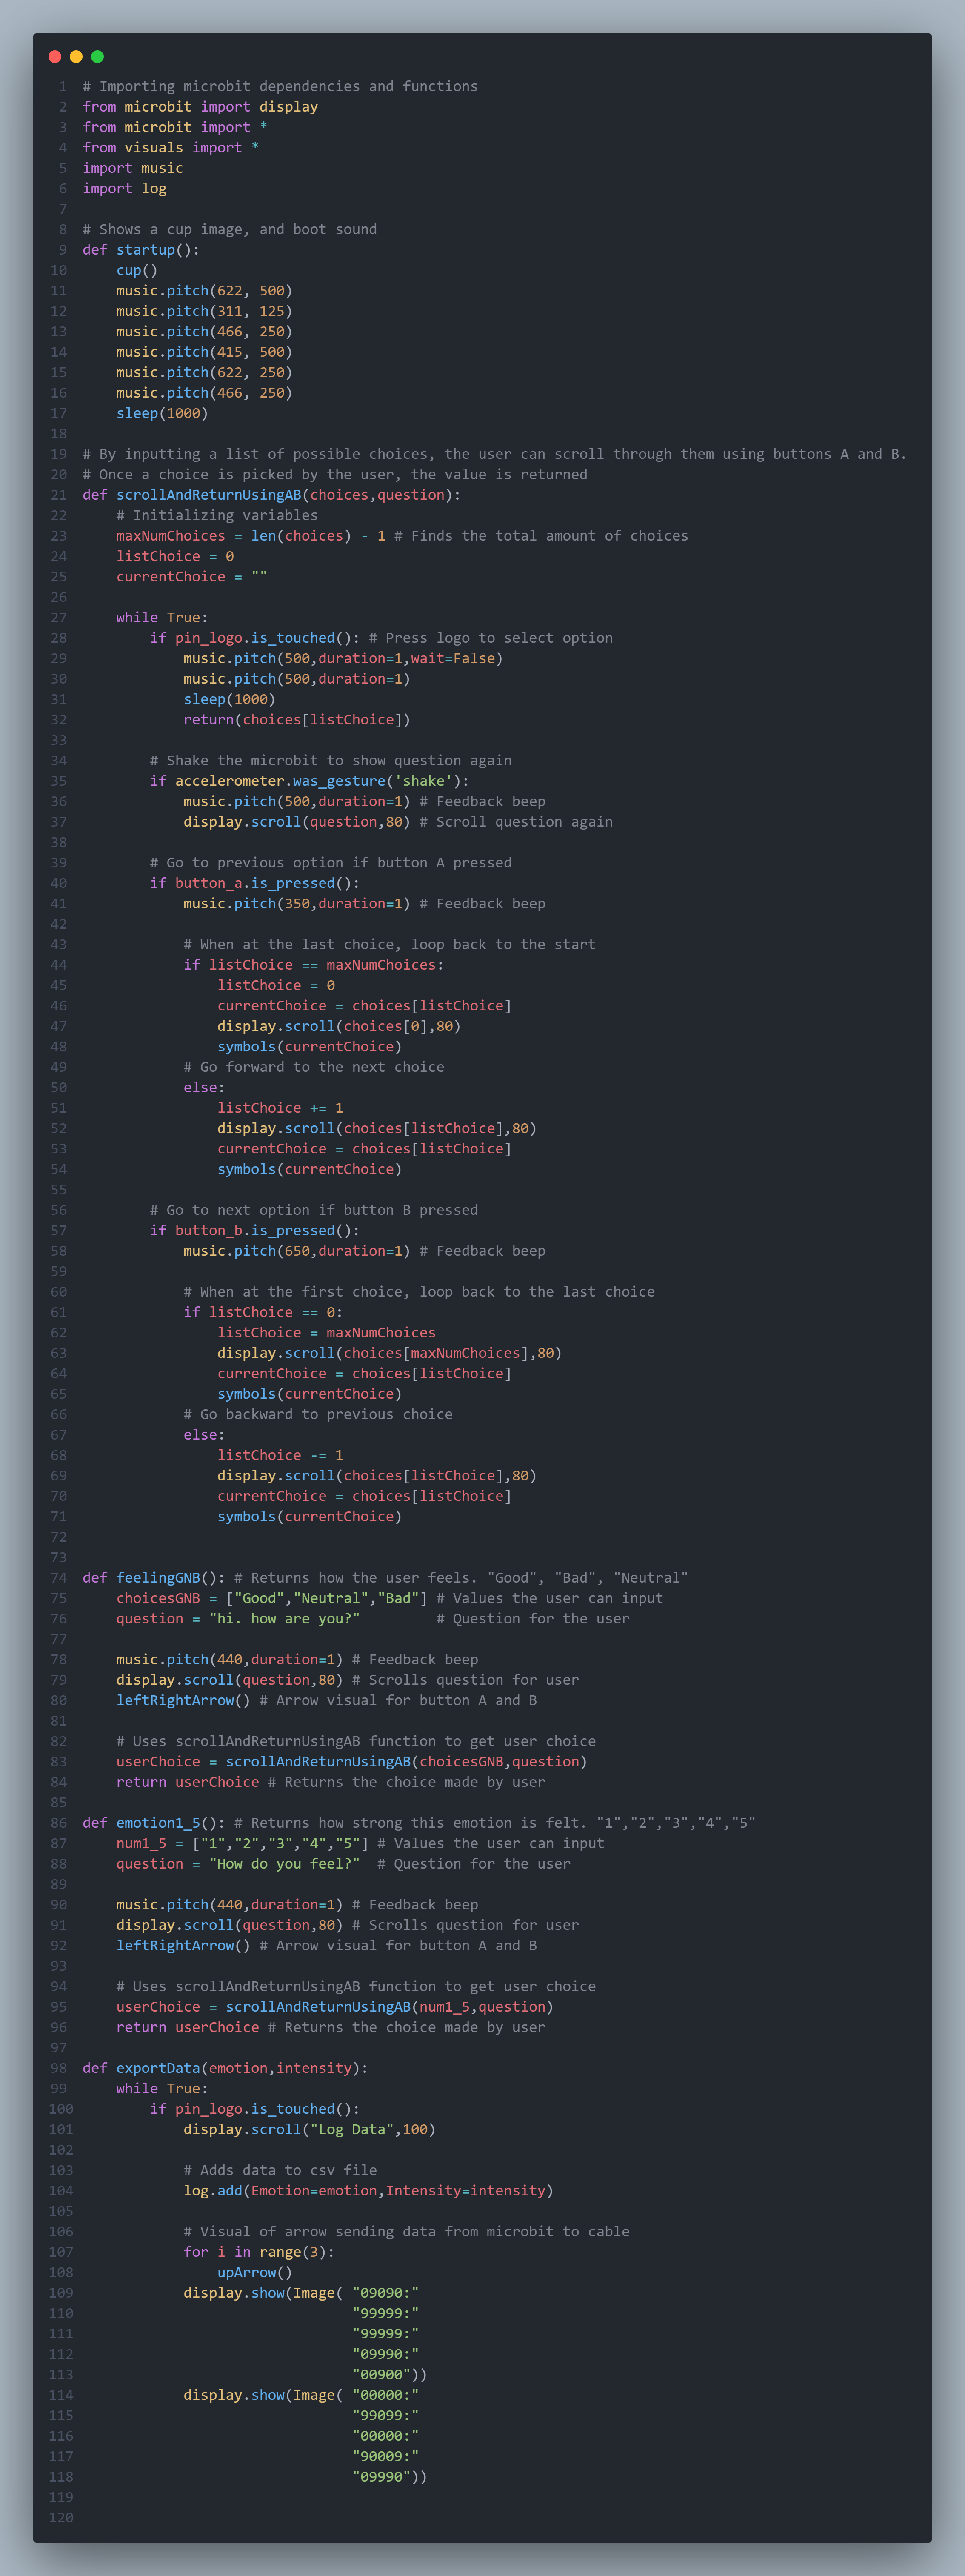 1 # Importing microbit dependencies and functions
2 from microbit import display
3 from microbit import *
4 from visuals import *
5 import music
6 import log
7
8 # Shows a cup image, and boot sound
9 def startup():
10     cup()
11     music.pitch(622, 500)
12     music.pitch(311, 125)
13     music.pitch(466, 250)
14     music.pitch(415, 500)
15     music.pitch(622, 250)
16     music.pitch(466, 250)
17     sleep(1000)
18
19 # By inputting a list of possible choices, the user can scroll through them using buttons A and B.
20 # Once a choice is picked by the user, the value is returned
21 def scrollAndReturnUsingAB(choices,question):
22     # Initializing variables
23     maxNumChoices = len(choices) - 1 # Finds the total amount of choices
24     listChoice = 0
25     currentChoice = ""
26
27     while True:
28         if pin_logo.is_touched(): # Press logo to select option
29             music.pitch(500,duration=1,wait=False)
30             music.pitch(500,duration=1)
31             sleep(1000)
32             return(choices[listChoice])
33
34         # Shake the microbit to show question again
35         if accelerometer.was_gesture('shake'):
36             music.pitch(500,duration=1) # Feedback beep
37             display.scroll(question,80) # Scroll question again
38
39         # Go to previous option if button A pressed
40         if button_a.is_pressed():
41             music.pitch(350,duration=1) # Feedback beep
42
43             # When at the last choice, loop back to the start
44             if listChoice == maxNumChoices:
45                 listChoice = 0
46                 currentChoice = choices[listChoice]
47                 display.scroll(choices[0],80)
48                 symbols(currentChoice)
49             # Go forward to the next choice
50             else:
51                 listChoice += 1
52                 display.scroll(choices[listChoice],80)
53                 currentChoice = choices[listChoice]
54                 symbols(currentChoice)
55
56         # Go to next option if button B pressed
57         if button_b.is_pressed():
58             music.pitch(650,duration=1) # Feedback beep
59
60             # When at the first choice, loop back to the last choice
61             if listChoice == 0:
62                 listChoice = maxNumChoices
63                 display.scroll(choices[maxNumChoices],80)
64                 currentChoice = choices[listChoice]
65                 symbols(currentChoice)
66             # Go backward to previous choice
67             else:
68                 listChoice -= 1
69                 display.scroll(choices[listChoice],80)
70                 currentChoice = choices[listChoice]
71                 symbols(currentChoice)
72
73
74 def feelingGNB(): # Returns how the user feels. "Good", "Bad", "Neutral"
75     choicesGNB = ["Good","Neutral","Bad"] # Values the user can input
76     question = "hi. how are you?"         # Question for the user
77
78     music.pitch(440,duration=1) # Feedback beep
79     display.scroll(question,80) # Scrolls question for user
80     leftRightArrow() # Arrow visual for button A and B
81
82     # Uses scrollAndReturnUsingAB function to get user choice
83     userChoice = scrollAndReturnUsingAB(choicesGNB,question)
84     return userChoice # Returns the choice made by user
85
86 def emotion1_5(): # Returns how strong this emotion is felt. "1","2","3","4","5"
87     num1_5 = ["1","2","3","4","5"] # Values the user can input
88     question = "How do you feel?"  # Question for the user
89
90     music.pitch(440,duration=1) # Feedback beep
91     display.scroll(question,80) # Scrolls question for user
92     leftRightArrow() # Arrow visual for button A and B
93
94     # Uses scrollAndReturnUsingAB function to get user choice
95     userChoice = scrollAndReturnUsingAB(num1_5,question)
96     return userChoice # Returns the choice made by user
97
98 def exportData(emotion,intensity):
99     while True:
100         if pin_logo.is_touched():
101             display.scroll("Log Data",100)
102
103             # Adds data to csv file
104             log.add(Emotion=emotion,Intensity=intensity)
105
106             # Visual of arrow sending data from microbit to cable
107             for i in range(3):
108                 upArrow()
109             display.show(Image( "09090:"
110                                 "99999:"
111                                 "99999:"
112                                 "09990:"
113                                 "00900"))
114             display.show(Image( "00000:"
115                                 "99099:"
116                                 "00000:"
117                                 "90009:"
118                                 "09990"))
119
120